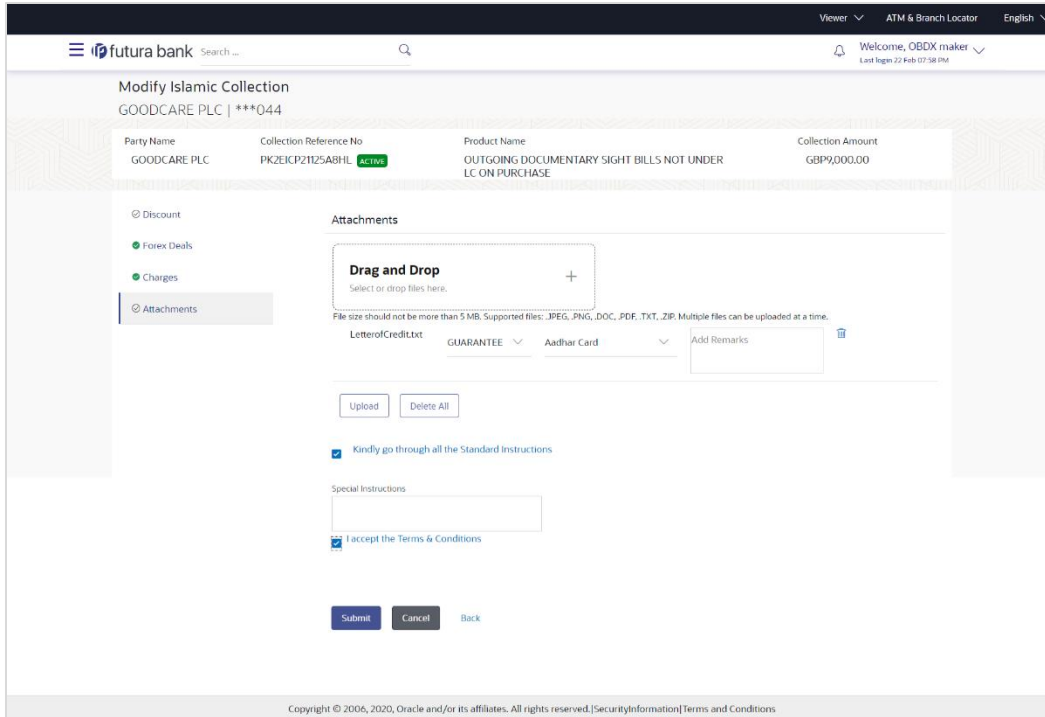 Viewer ATM & Branch Locator English
futura bank Search ... Welcome, OBDX maker
Last login 22 Feb 07:58 PM
Modify Islamic Collection
GOODCARE PLC | ***044
Party Name Collection Reference No Product Name Collection Amount
GOODCARE PLC PK2EICP21125A8HL ACTIVE OUTGOING DOCUMENTARY SIGHT BILLS NOT UNDER GBP9,000.00
LC ON PURCHASE
Discount
Forex Deals
Charges
Attachments
Attachments
Drag and Drop
Select or drop files here.
File size should not be more than 5 MB. Supported files: .JPEG, .PNG, .DOC, .PDF, .TXT, .ZIP. Multiple files can be uploaded at a time.
LetterofCredit.txt GUARANTEE Aadhar Card Add Remarks
Upload Delete All
Kindly go through all the Standard Instructions
Special Instructions
I accept the Terms & Conditions
Submit Cancel Back
Copyright © 2006, 2020, Oracle and/or its affiliates. All rights reserved.|SecurityInformation|Terms and Conditions